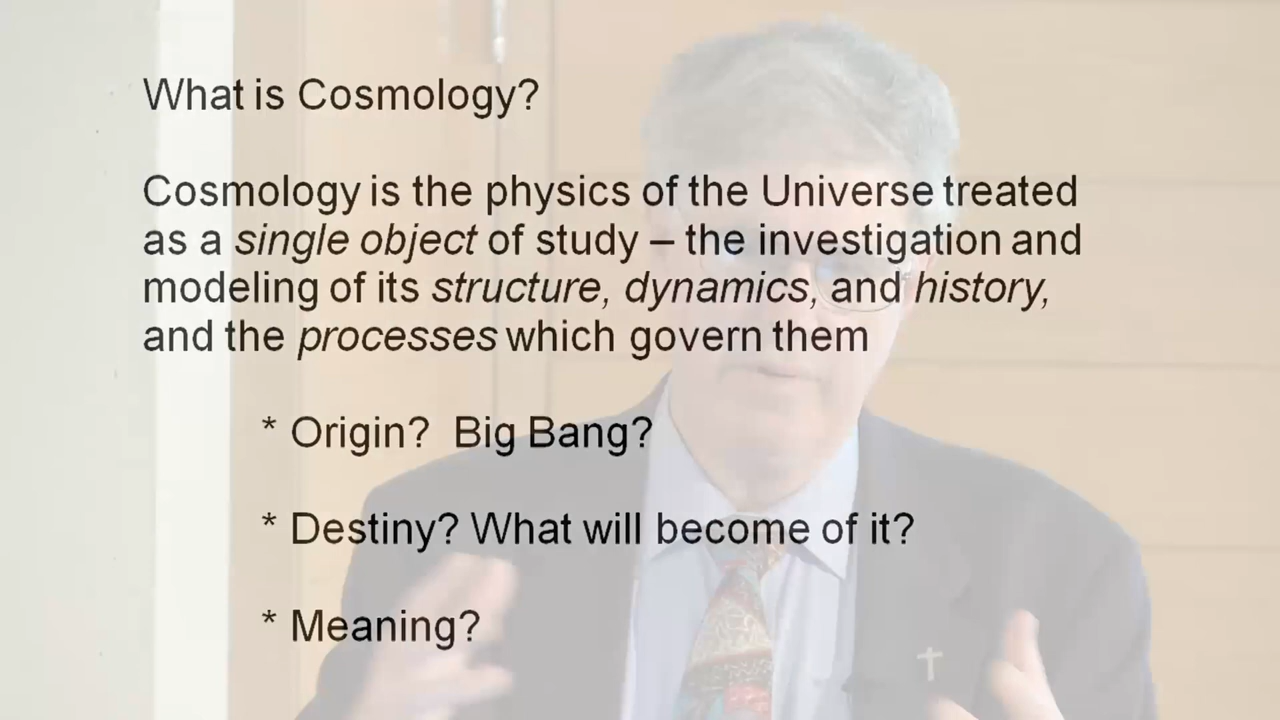 What is Cosmology?
Cosmology is the physics of the Universe treated
as a single object of study – the investigation and
modeling of its structure, dynamics, and history,
and the processes which govern them
* Origin?  Big Bang?
* Destiny? What will become of it?
* Meaning?